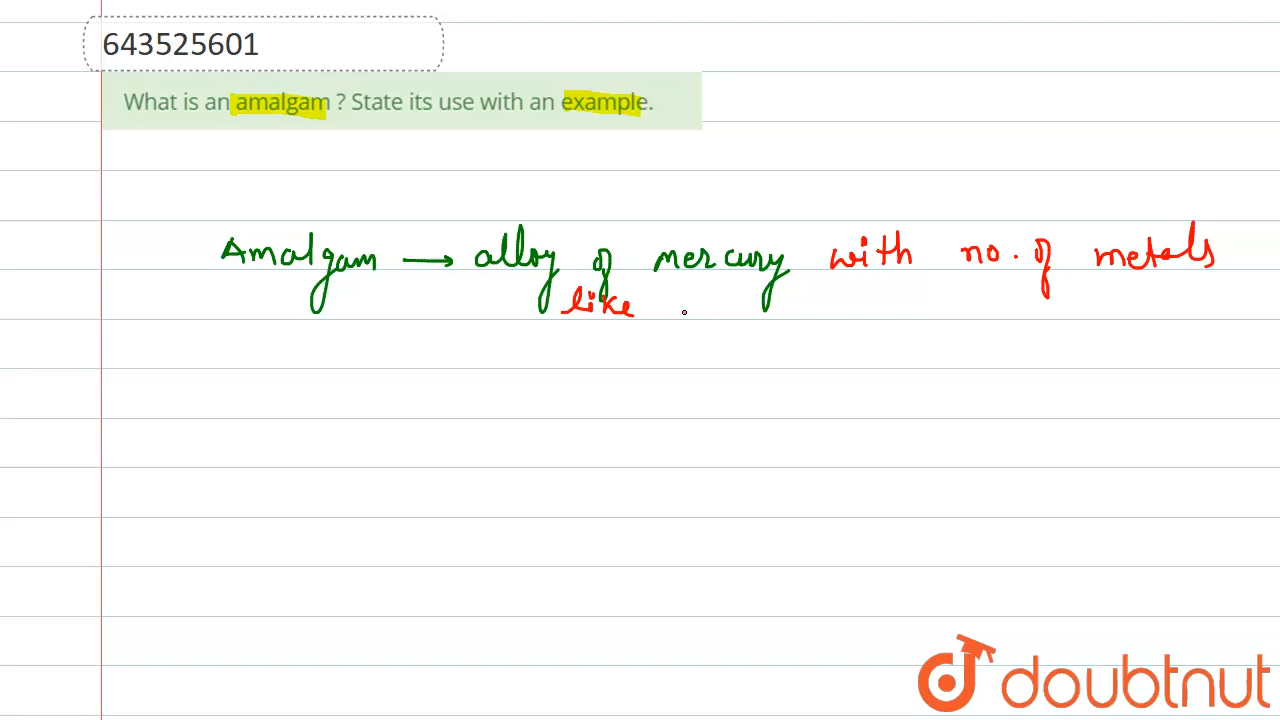 643525601
What is an amalgam ? State its use with an example.
Amalgam → alloy of mercury with no. of metals
like
doubtnut